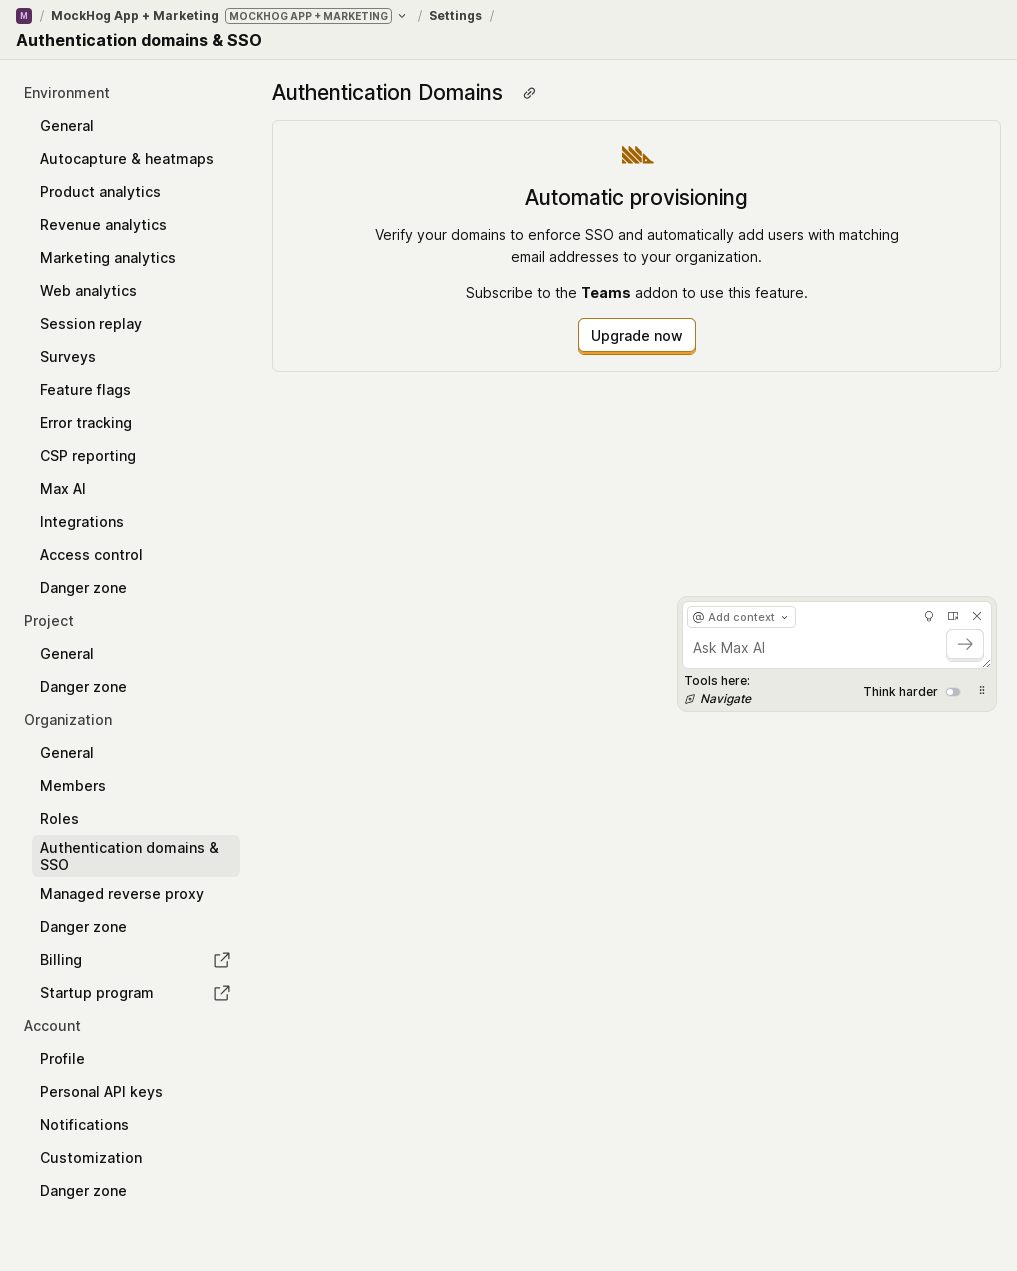 M / MockHog App + Marketing MOCKHOG APP + MARKETING / Settings /
Authentication domains & SSO
Environment
General
Autocapture & heatmaps
Product analytics
Revenue analytics
Marketing analytics
Web analytics
Session replay
Surveys
Feature flags
Error tracking
CSP reporting
Max AI
Integrations
Access control
Danger zone
Project
General
Danger zone
Organization
General
Members
Roles
Authentication domains &
SSO
Managed reverse proxy
Danger zone
Billing
Startup program
Account
Profile
Personal API keys
Notifications
Customization
Danger zone
Authentication Domains
Automatic provisioning
Verify your domains to enforce SSO and automatically add users with matching
email addresses to your organization.
Subscribe to the Teams addon to use this feature.
Upgrade now
@ Add context
Ask Max AI
Tools here:
Navigate
Think harder